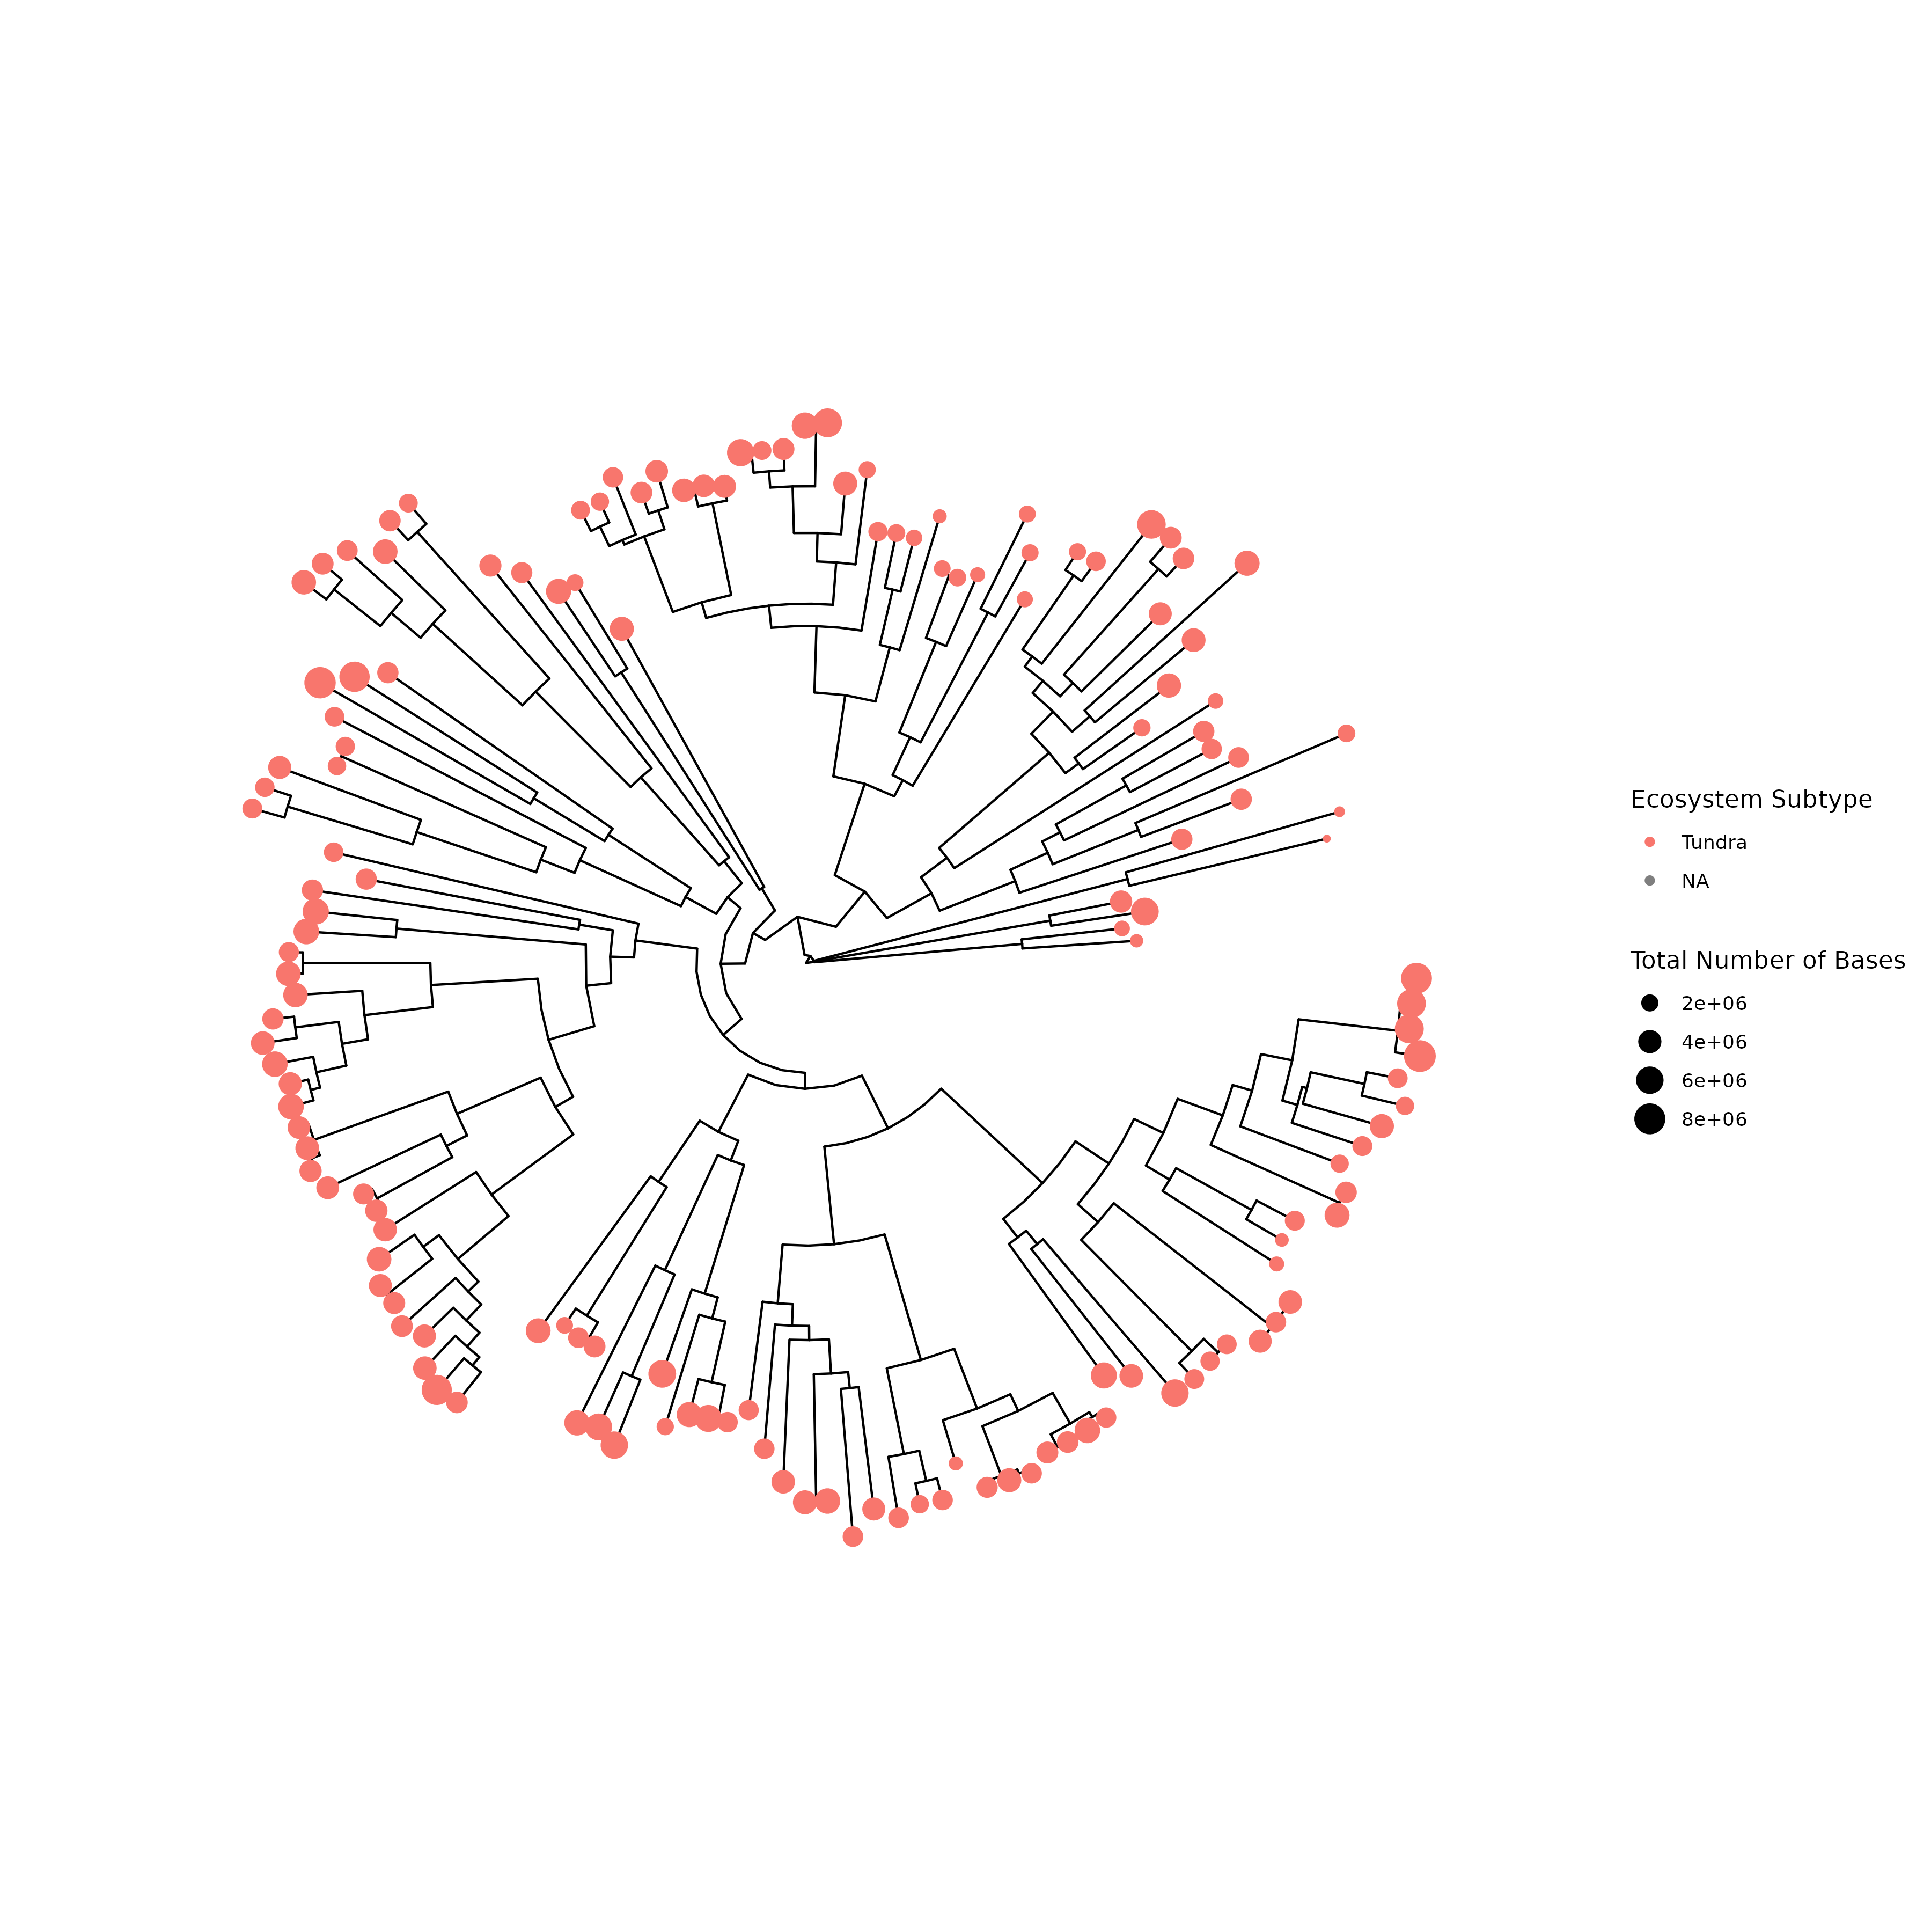 Ecosystem Subtype
Tundra
NA
Total Number of Bases
2e+06
4e+06
6e+06
8e+06